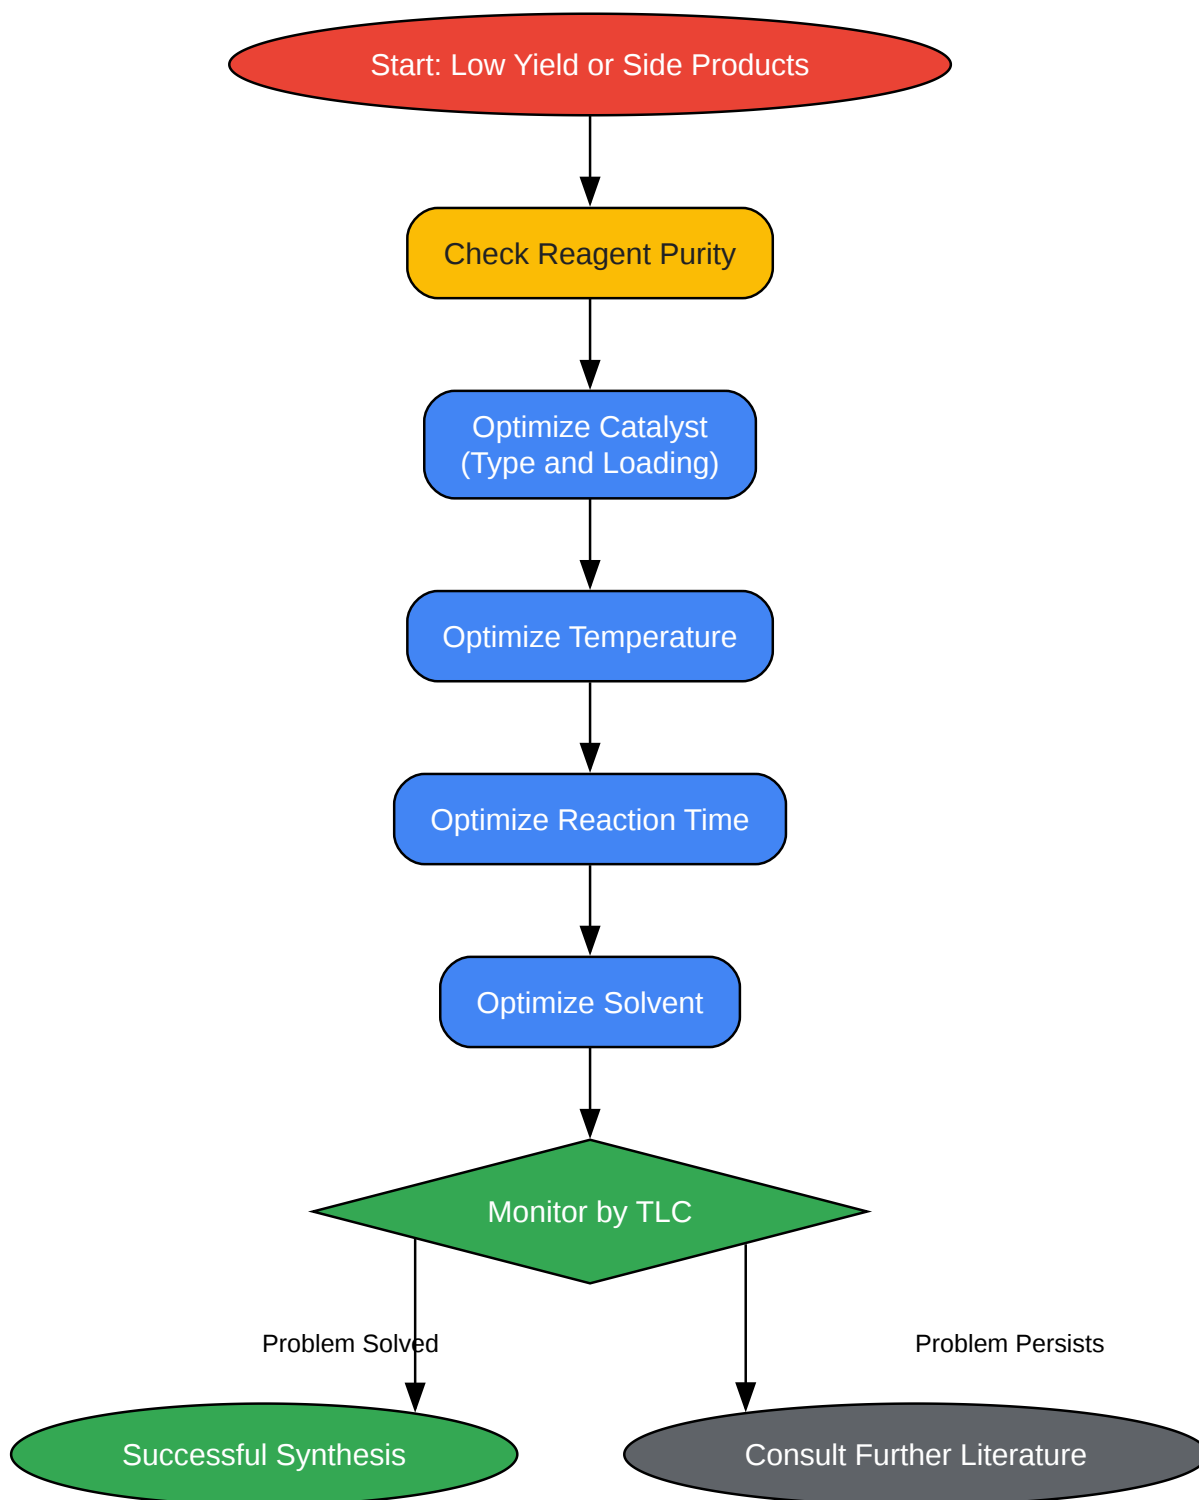 Start: Low Yield or Side Products
Check Reagent Purity
Optimize Catalyst
(Type and Loading)
Optimize Temperature
Optimize Reaction Time
Optimize Solvent
Monitor by TLC
Problem Solved
Problem Persists
Successful Synthesis
Consult Further Literature